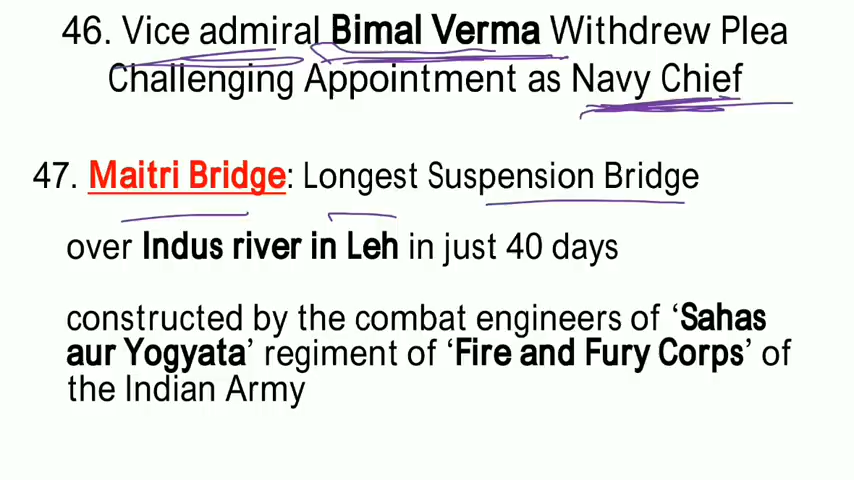 46. Vice admiral Bimal Verma Withdrew Plea
Challenging Appointment as Navy Chief
47. Maitri Bridge: Longest Suspension Bridge
over Indus river in Leh in just 40 days
constructed by the combat engineers of ‘Sahas
aur Yogyata’ regiment of ‘Fire and Fury Corps’ of
the Indian Army